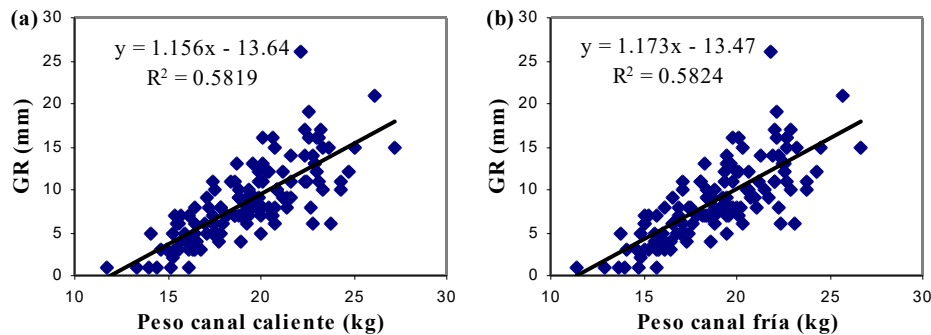 (a)
y = 1.156x - 13.64
R² = 0.5819
GR (mm)
30
25
20
15
10
5
0
10 15 20 25 30
Peso canal caliente (kg)
(b)
y = 1.173x - 13.47
R² = 0.5824
GR (mm)
30
25
20
15
10
5
0
10 15 20 25 30
Peso canal fría (kg)